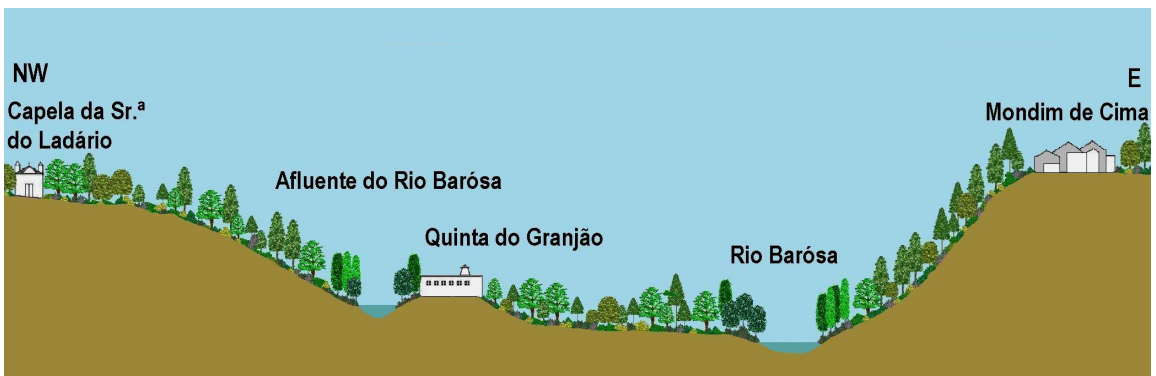 NW
Capela da Sr.ª
do Ladário
Afluente do Rio Barósa
Quinta do Granjão
Rio Barósa
E
Mondim de Cima